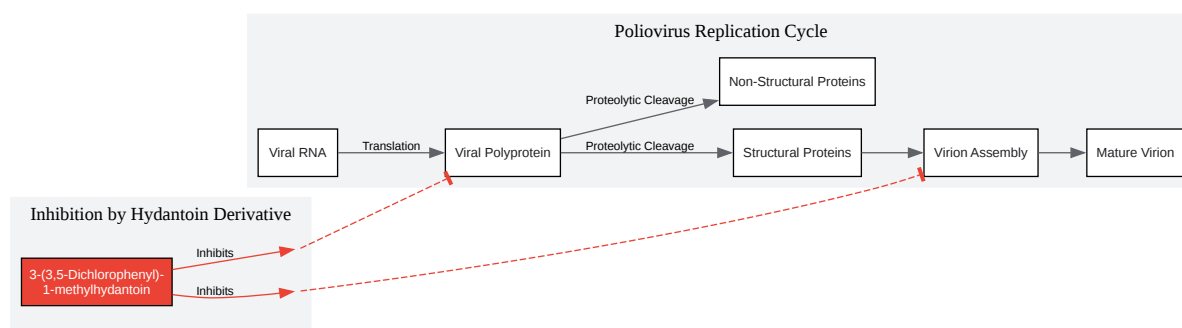 Poliovirus Replication Cycle
Non-Structural Proteins
Proteolytic Cleavage
Viral RNA
Translation
Viral Polyprotein
Proteolytic Cleavage
Structural Proteins
Virion Assembly
Mature Virion
Inhibition by Hydantoin Derivative
Inhibits
3-(3,5-Dichlorophenyl)-
1-methylhydantoin
Inhibits